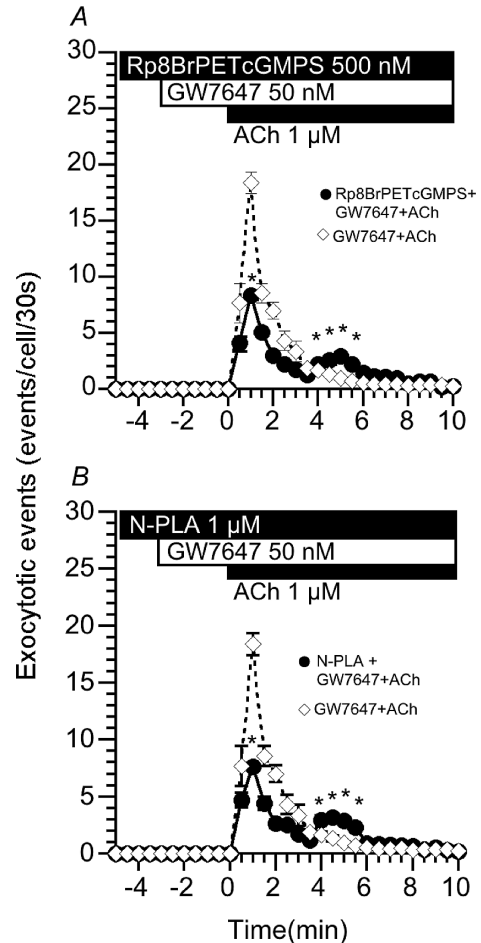 A
Rp8BrPETcGMPS 500 nM
GW7647 50 nM
ACh 1 µM
Rp8BrPETcGMPS+
GW7647+ACh
GW7647+ACh
30
25
20
15
10
5
0
* * * * *
-4 -2 0 2 4 6 8 10
Exocytotic events (events/cell/30s)
B
N-PLA 1 µM
GW7647 50 nM
ACh 1 µM
N-PLA +
GW7647+ACh
GW7647+ACh
30
25
20
15
10
5
0
* * * * *
-4 -2 0 2 4 6 8 10
Time(min)